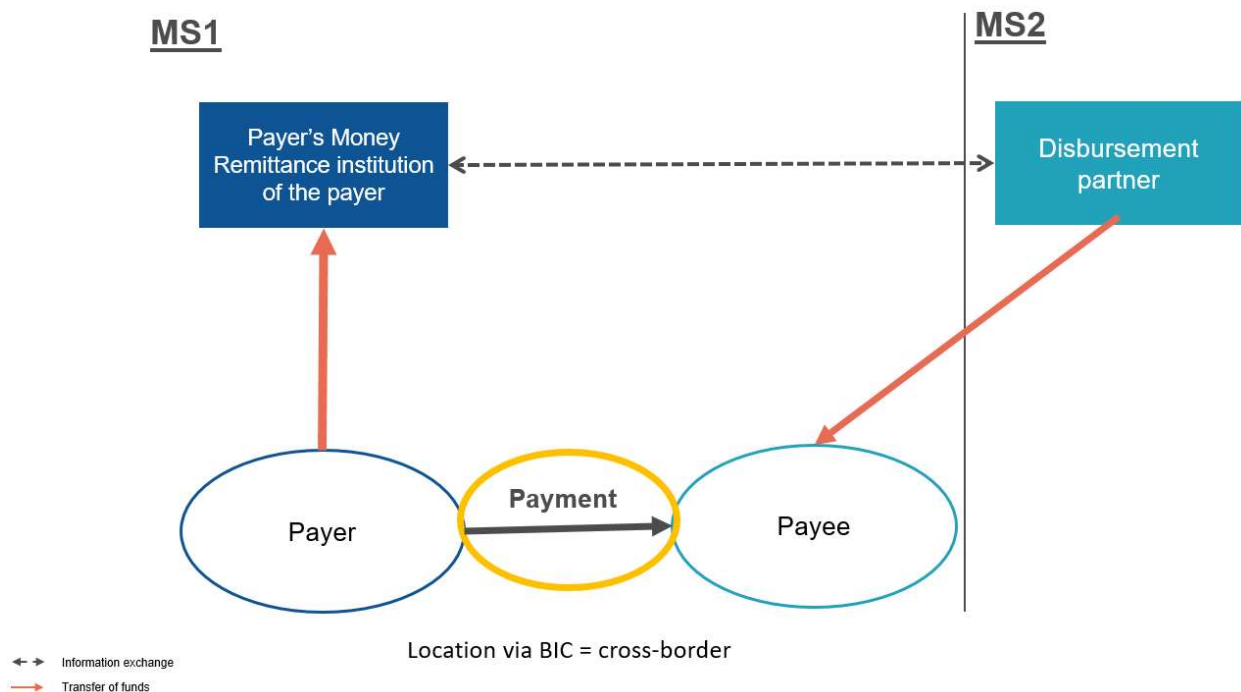 MS1
MS2
Payer's Money
Remittance institution
of the payer
Disbursement
partner
Payment
Payer
Payee
Location via BIC = cross-border
Information exchange
Transfer of funds